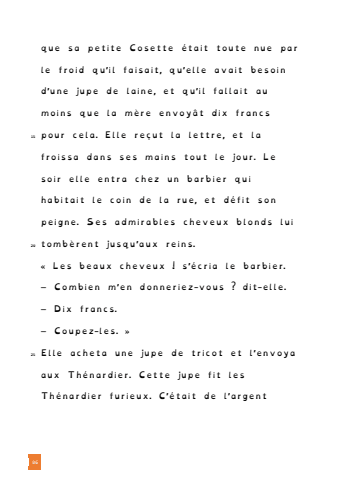 que sa petite Cosette était toute nue par
le froid qu'il faisait, qu'elle avait besoin
d'une jupe de laine, et qu'il fallait au
moins que la mère envoyât dix francs
pour cela. Elle reçut la lettre, et la
froissa dans ses mains tout le jour. Le
soir elle entra chez un barbier qui
habitait le coin de la rue, et défit son
peigne. Ses admirables cheveux blonds lui
tombèrent jusqu'aux reins.
« Les beaux cheveux ! s'écria le barbier.
– Combien m'en donneriez-vous ? dit-elle.
– Dix francs.
– Coupez-les. »
Elle acheta une jupe de tricot et l'envoya
aux Thénardier. Cette jupe fit les
Thénardier furieux. C'était de l'argent